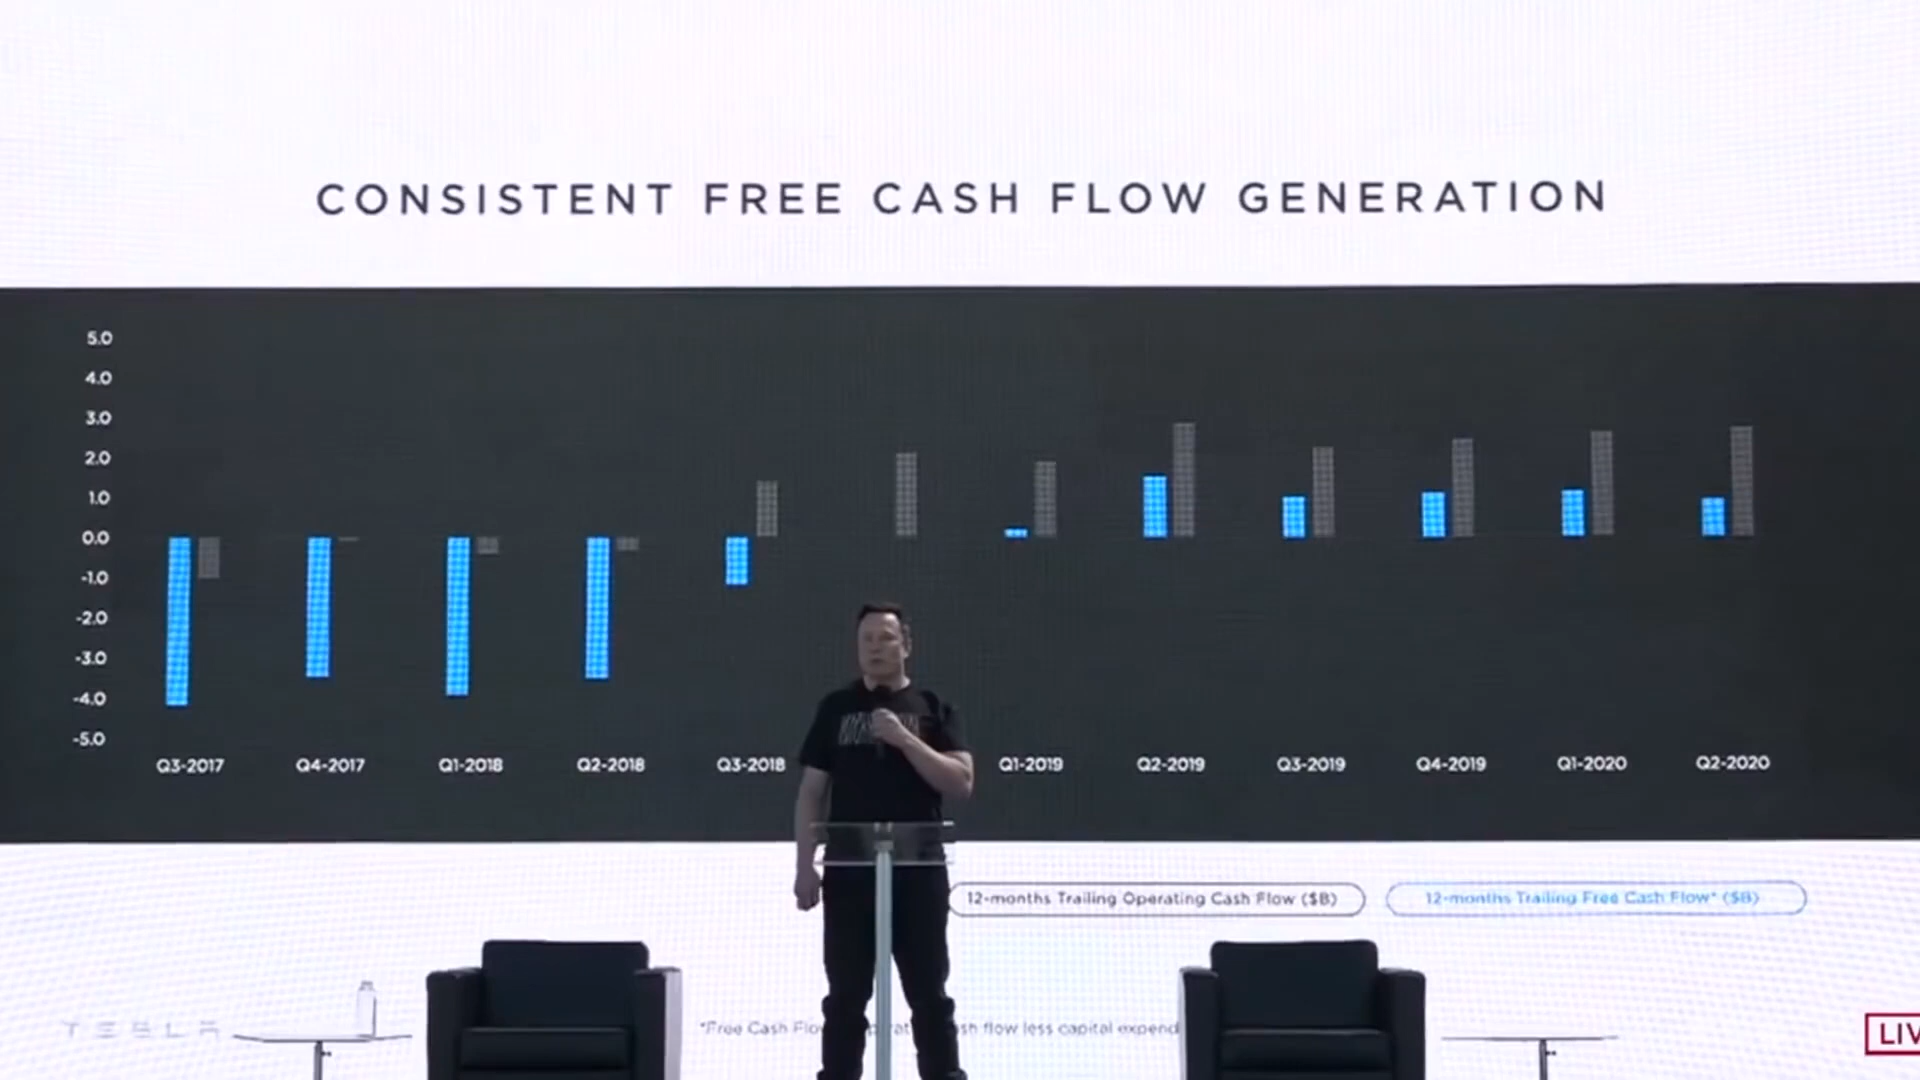 CONSISTENT FREE CASH FLOW GENERATION
5.0
4.0
3.0
2.0
1.0
0.0
-1.0
-2.0
-3.0
-4.0
-5.0
Q3-2017 Q4-2017 Q1-2018 Q2-2018 Q3-2018 Q1-2019 Q2-2019 Q3-2019 Q4-2019 Q1-2020 Q2-2020
12-months Trailing Operating Cash Flow ($B) 12-months Trailing Free Cash Flow* ($B)
TESLA
*Free Cash flow less capital
LIV